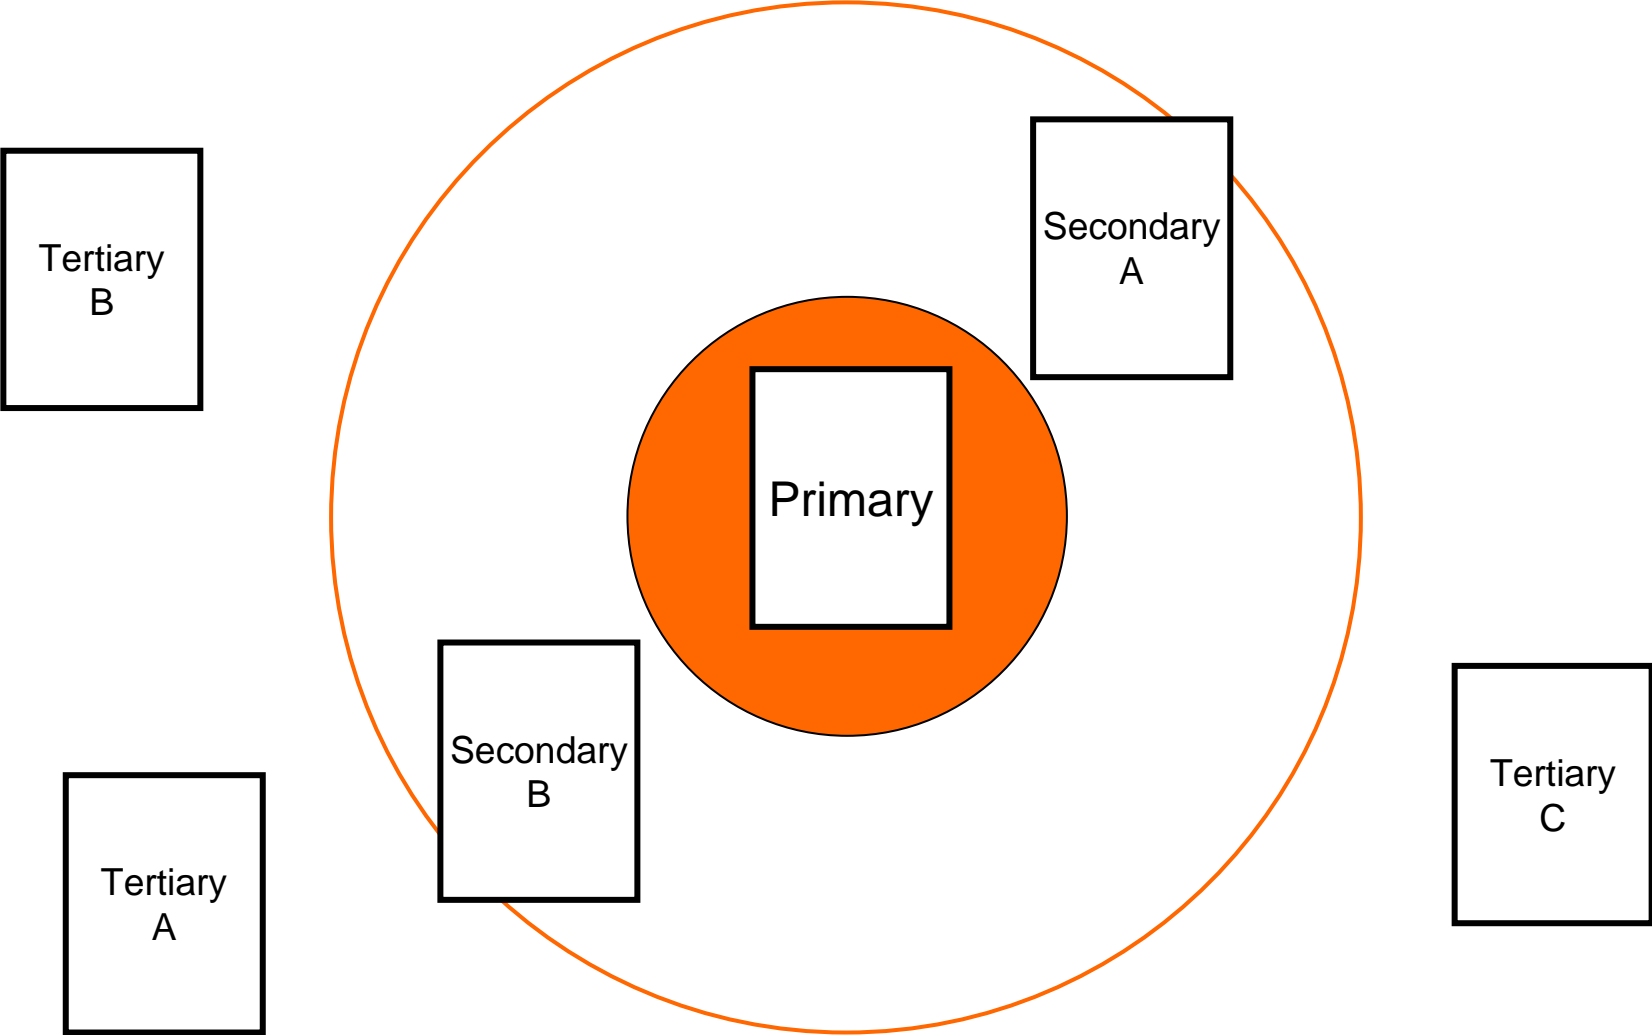 Secondary
A
Tertiary
B
Primary
Secondary
B
Tertiary
C
Tertiary
A